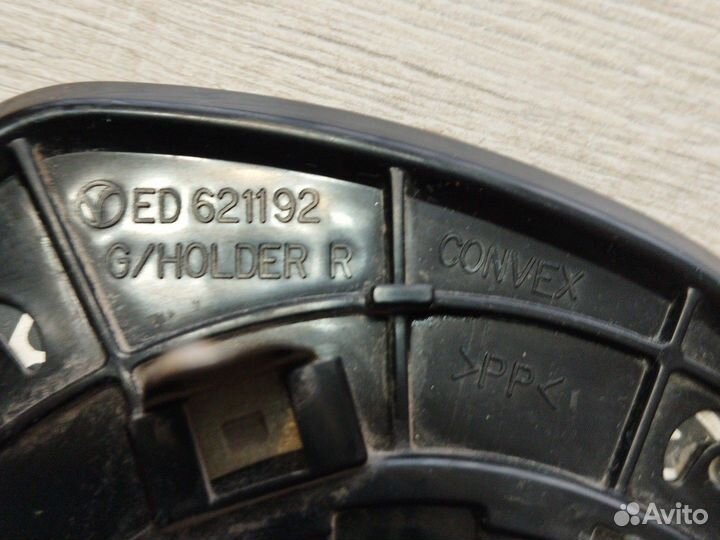 ED 621192
G/HOLDER R
CONVEX
>PP<
Avito